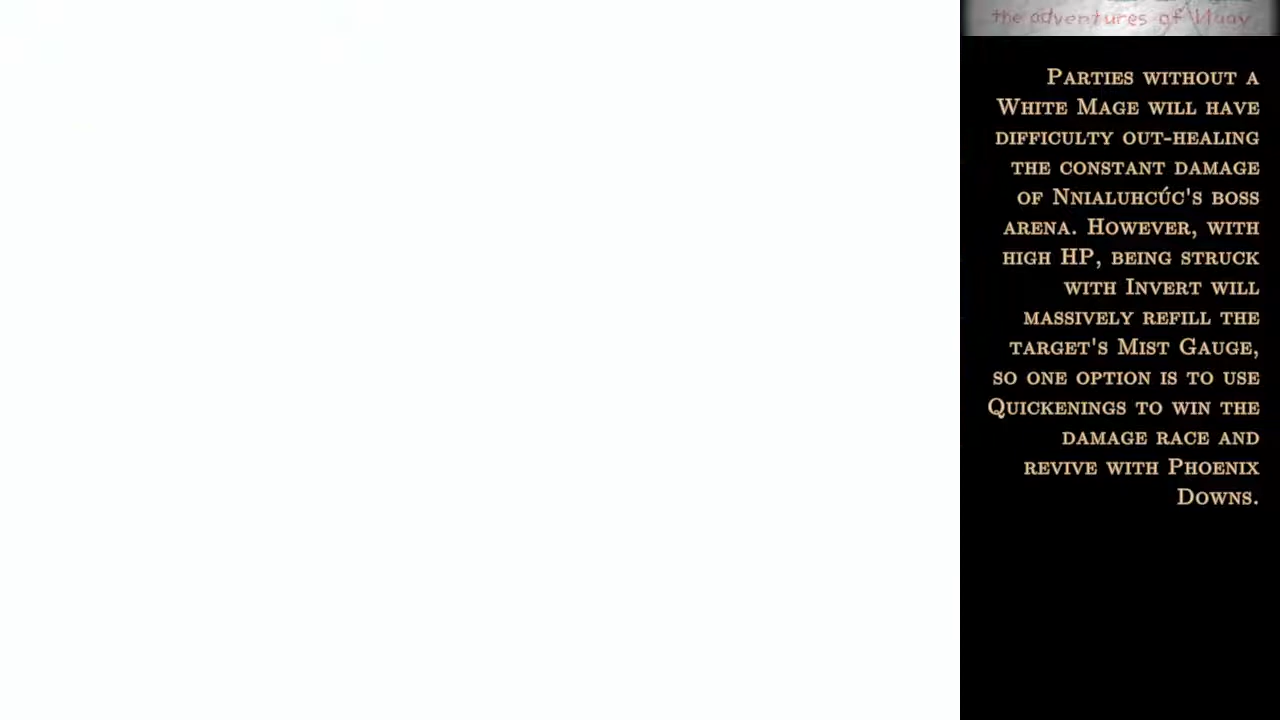 the adventures of
Parties without a
White Mage will have
difficulty out-healing
the constant damage
of Nnialuhcúc's boss
arena. However, with
high HP, being struck
with Invert will
massively refill the
target's Mist Gauge,
so one option is to use
Quickenings to win the
damage race and
revive with Phoenix
Downs.